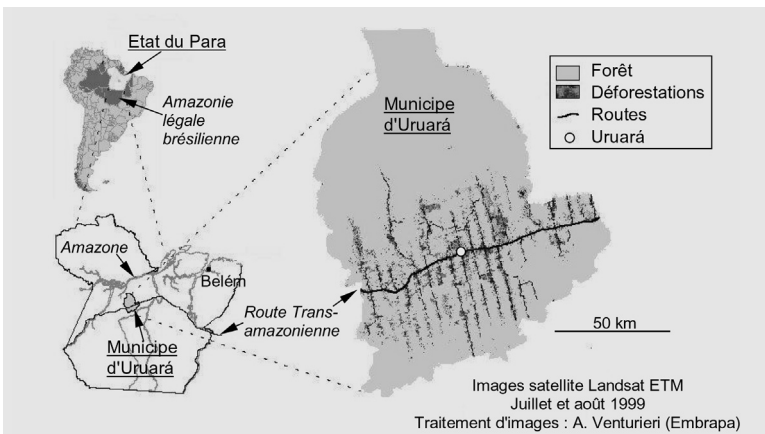 Etat du Para
Amazonie
légale
brésilienne
Municipe
d'Uruará
Forêt
Déforestations
Routes
Uruará
Amazone
Belém
Route Trans-
amazonienne
Municipe
d'Uruará
50 km
Images satellite Landsat ETM
Juillet et août 1999
Traitement d'images : A. Venturieri (Embrapa)